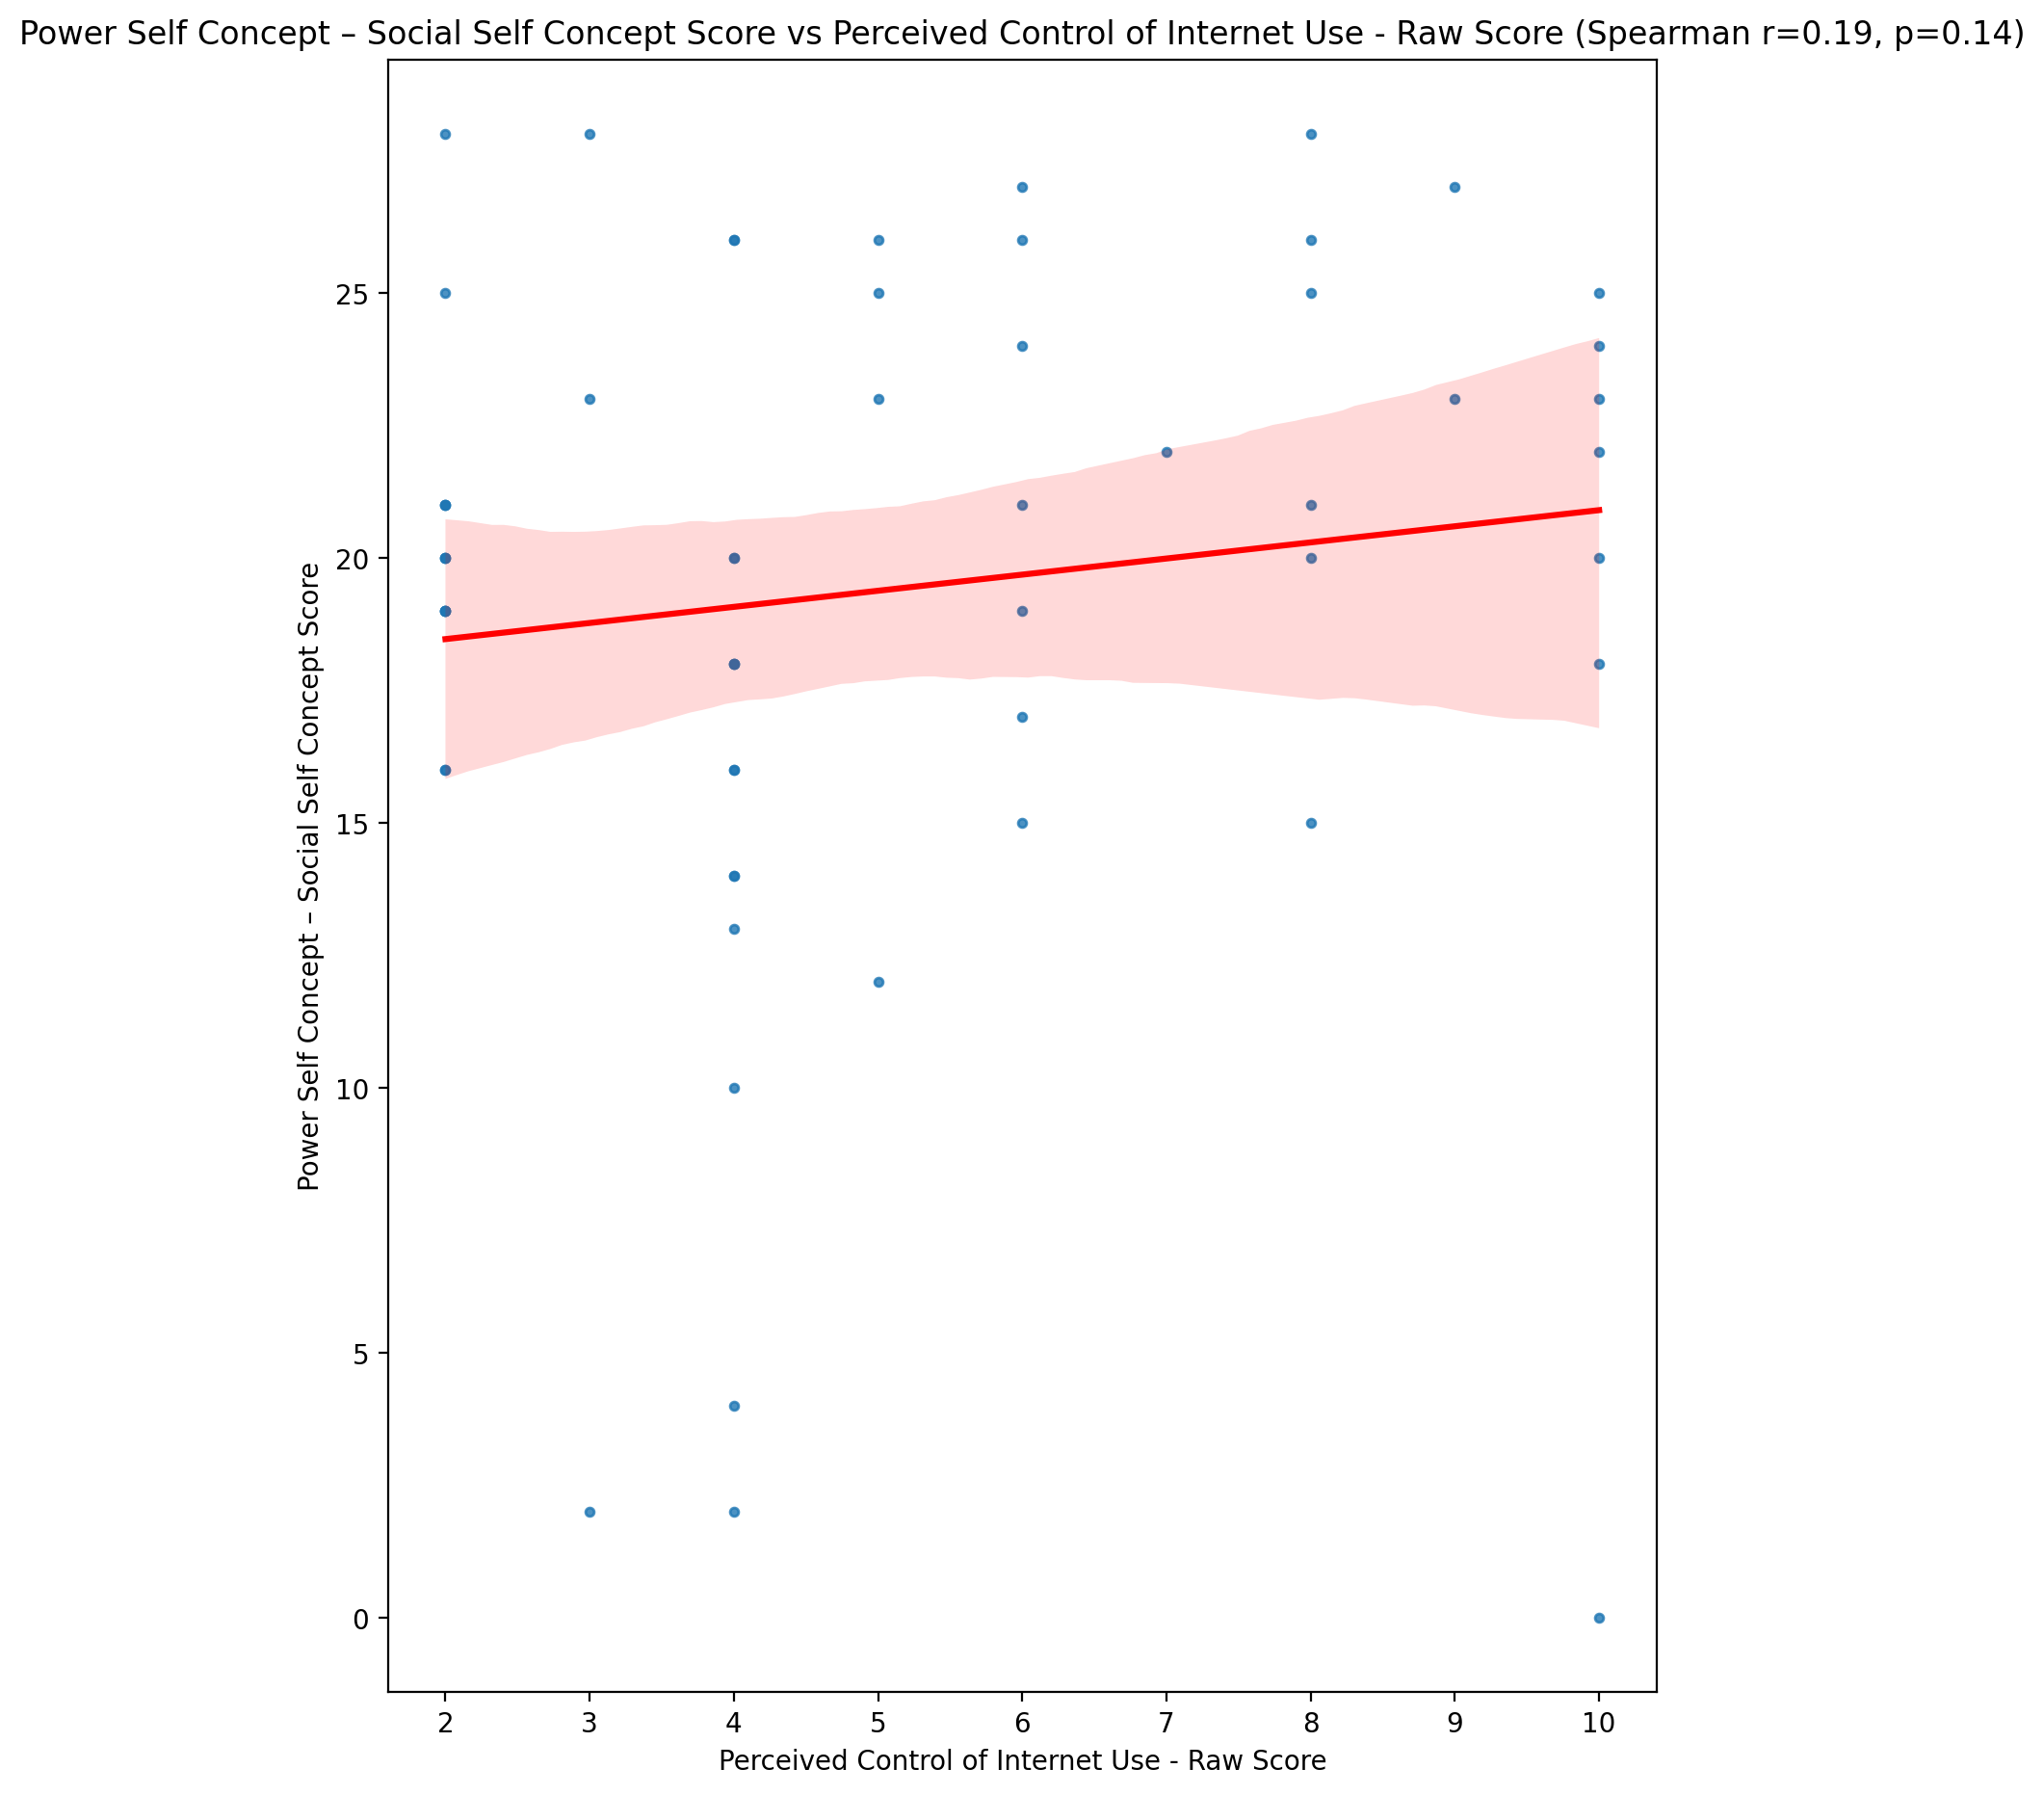 Power Self Concept – Social Self Concept Score vs Perceived Control of Internet Use - Raw Score (Spearman r=0.19, p=0.14)
Power Self Concept – Social Self Concept Score
25
20
15
10
5
0
2 3 4 5 6 7 8 9 10
Perceived Control of Internet Use - Raw Score